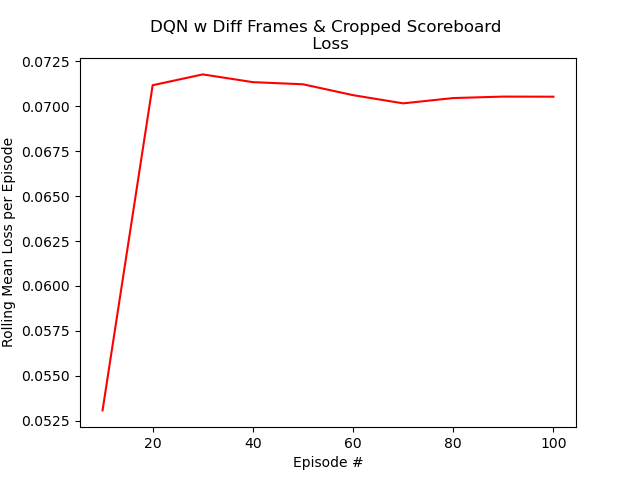 DQN w Diff Frames & Cropped Scoreboard
Loss
0.0725
0.0700
0.0675
0.0650
0.0625
0.0600
0.0575
0.0550
0.0525
Rolling Mean Loss per Episode
20 40 60 80 100
Episode #